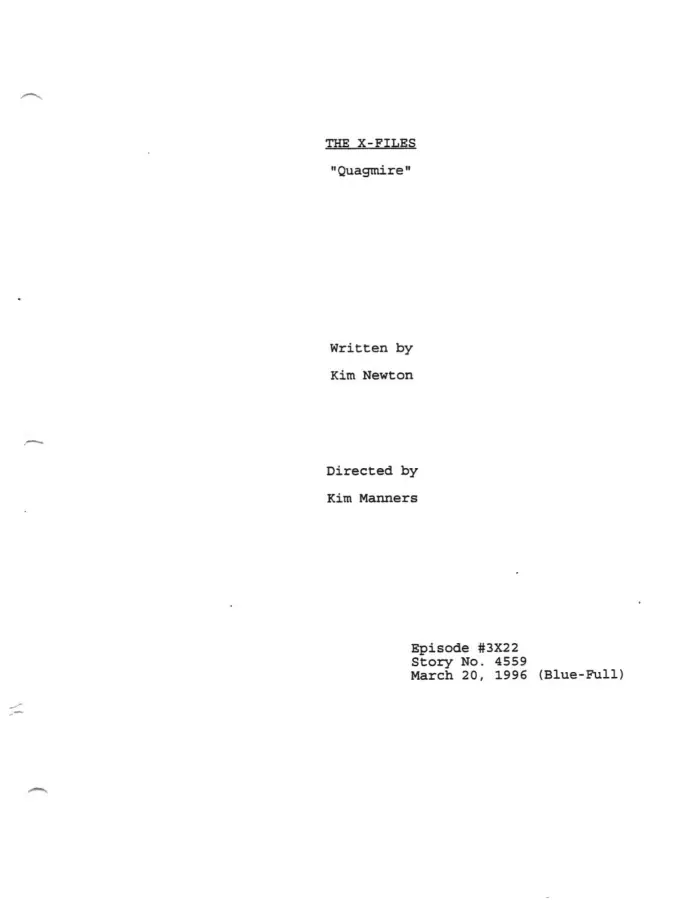 THE X-FILES
"Quagmire"
Written by
Kim Newton
Directed by
Kim Manners
Episode #3X22
Story No. 4559
March 20, 1996 (Blue-Full)